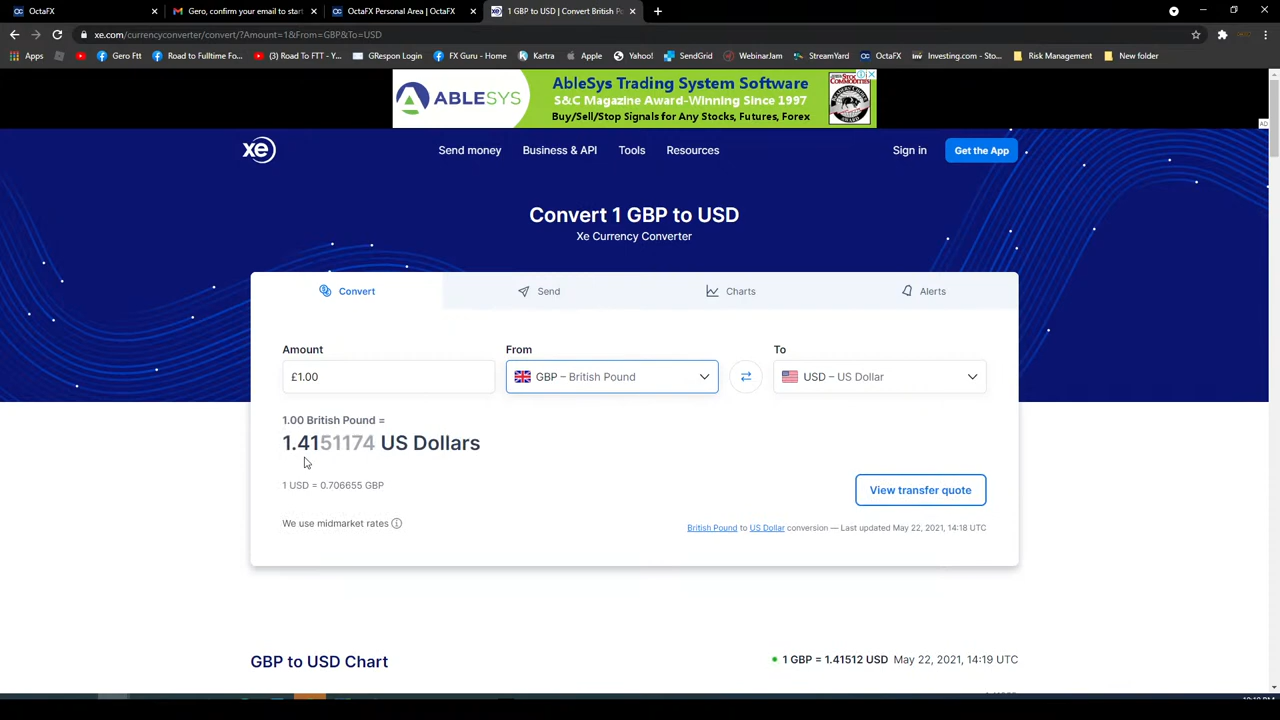 OctaFX
Gero, confirm your email to start
OctaFX Personal Area | OctaFX
1 GBP to USD | Convert British P
xe.com/currencyconverter/convert/?Amount=1&From=GBP&To=USD
Apps
Gero Ftt
Road to Fulltime Fo...
(3) Road To FTT - Y...
GRespon Login
FX Guru - Home
Kartra
Apple
Yahoo!
SendGrid
WebinarJam
StreamYard
OctaFX
Investing.com - Sto...
Risk Management
New folder
ABLESYS
AbleSys Trading System Software
S&C Magazine Award-Winning Since 1997
Buy/Sell/Stop Signals for Any Stocks, Futures, Forex
AD
xe
Send money
Business & API
Tools
Resources
Sign in
Get the App
Convert 1 GBP to USD
Xe Currency Converter
Convert
Send
Charts
Alerts
Amount
From
To
£1.00
GBP – British Pound
USD – US Dollar
1.00 British Pound =
1.4151174 US Dollars
1 USD = 0.706655 GBP
View transfer quote
We use midmarket rates
British Pound to US Dollar conversion — Last updated May 22, 2021, 14:18 UTC
GBP to USD Chart
1 GBP = 1.41512 USD May 22, 2021, 14:19 UTC